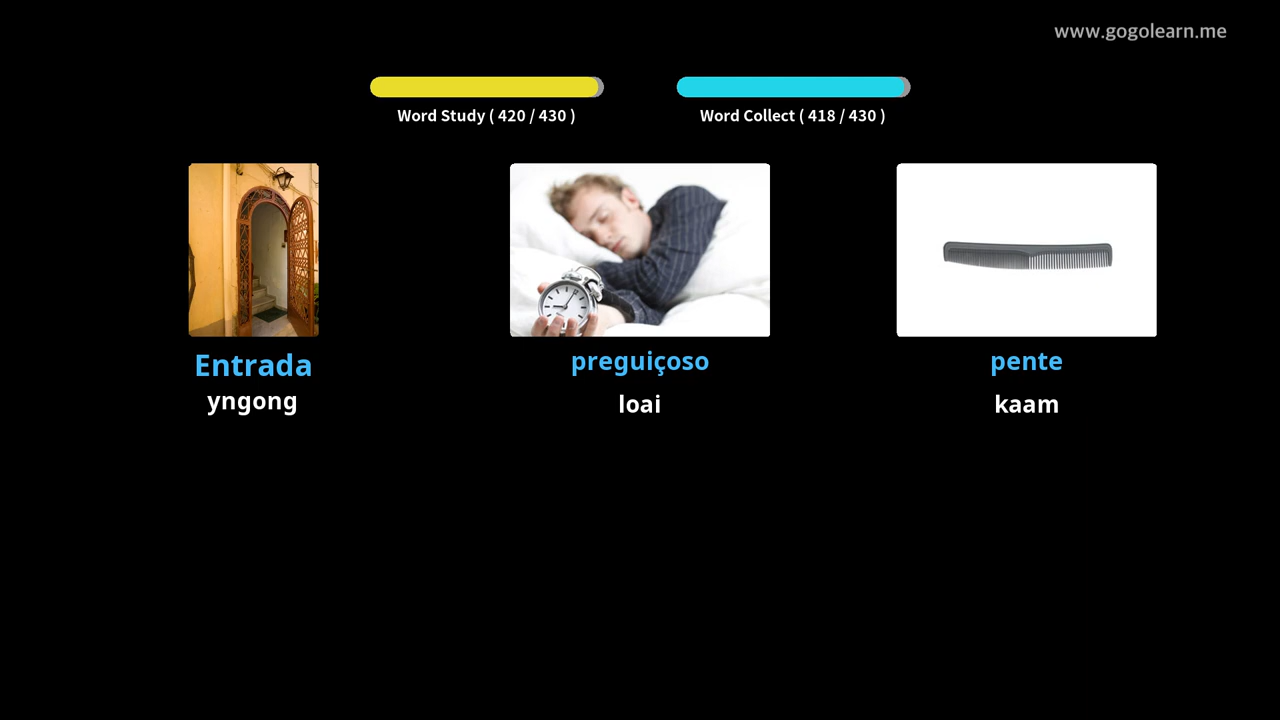 www.gogolearn.me
Word Study ( 420 / 430 )
Word Collect ( 418 / 430 )
Entrada
yngong
preguiçoso
loai
pente
kaam